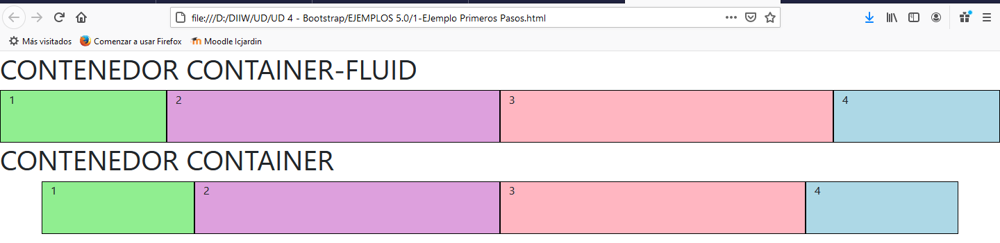 file:///D:/DIIW/UD/UD 4 - Bootstrap/EJEMPLOS 5.0/1-EJemplo Primeros Pasos.html
Más visitados Comenzar a usar Firefox Moodle Icjardin
CONTENEDOR CONTAINER-FLUID
1 2 3 4
CONTENEDOR CONTAINER
1 2 3 4